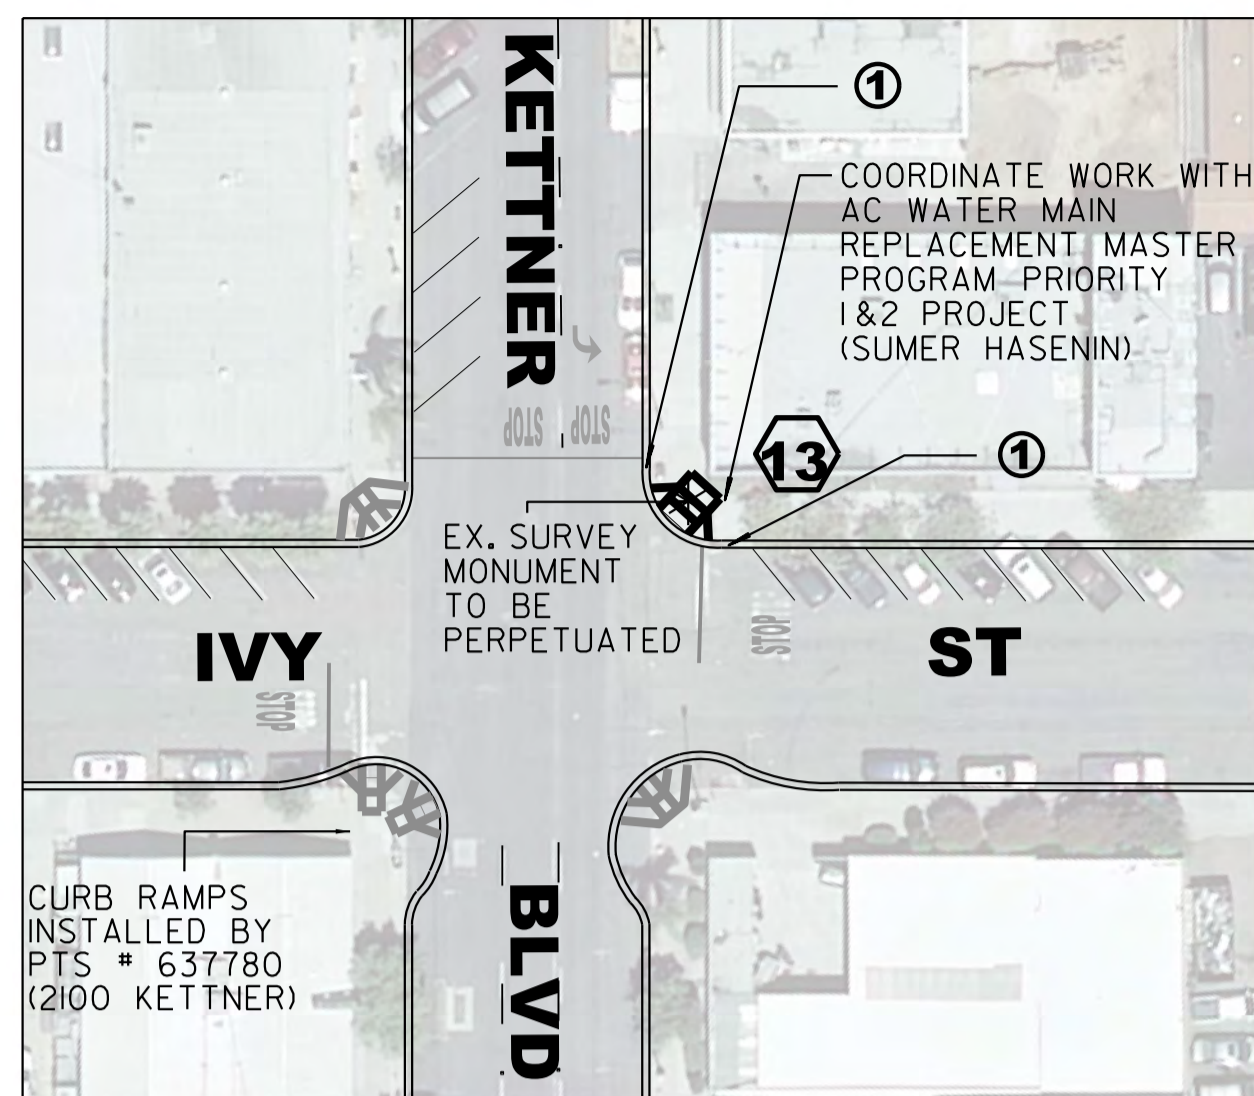 KETTNER
1
COORDINATE WORK WITH
AC WATER MAIN
REPLACEMENT MASTER
PROGRAM PRIORITY
1&2 PROJECT
(SUMER HASENIN)
STOP STOP
13
1
EX. SURVEY
MONUMENT
TO BE
PERPETUATED
IVY
STOP
STOP
ST
CURB RAMPS
INSTALLED BY
PTS # 637780
(2100 KETTNER)
BLVD